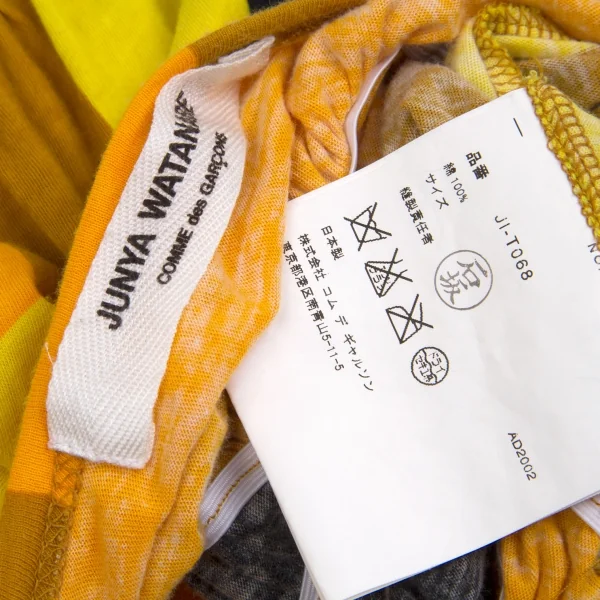 JUNYA WATANABE
COMME des GARÇONS
品番 JI-T068
綿 100%
サイズ
縫製責任者
石坂
日本製
株式会社 コム デ ギャルソン
東京都港区南青山5-11-5
AD2002